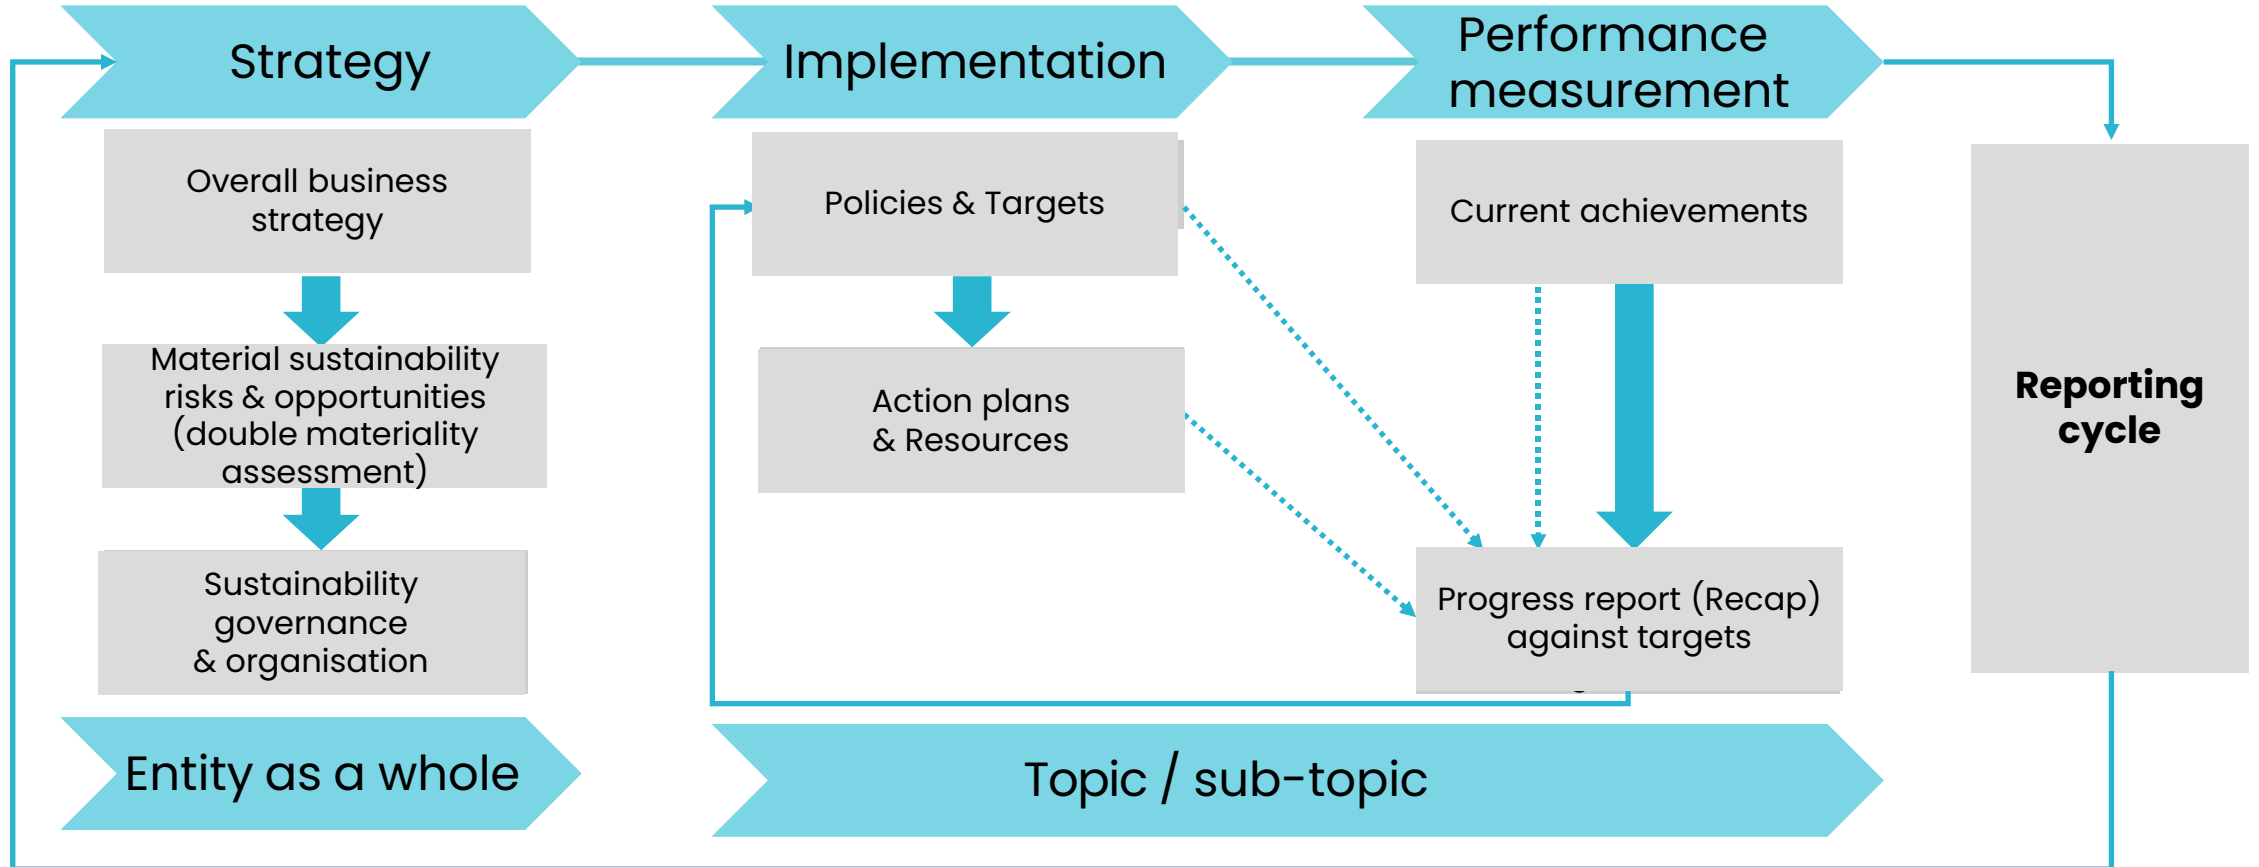 Strategy
Implementation
Performance
measurement
Overall business
strategy
Material sustainability
risks & opportunities
(double materiality
assessment)
Sustainability
governance
& organisation
Policies & Targets
Action plans
& Resources
Current achievements
Progress report (Recap)
against targets
Reporting
cycle
Entity as a whole
Topic / sub-topic